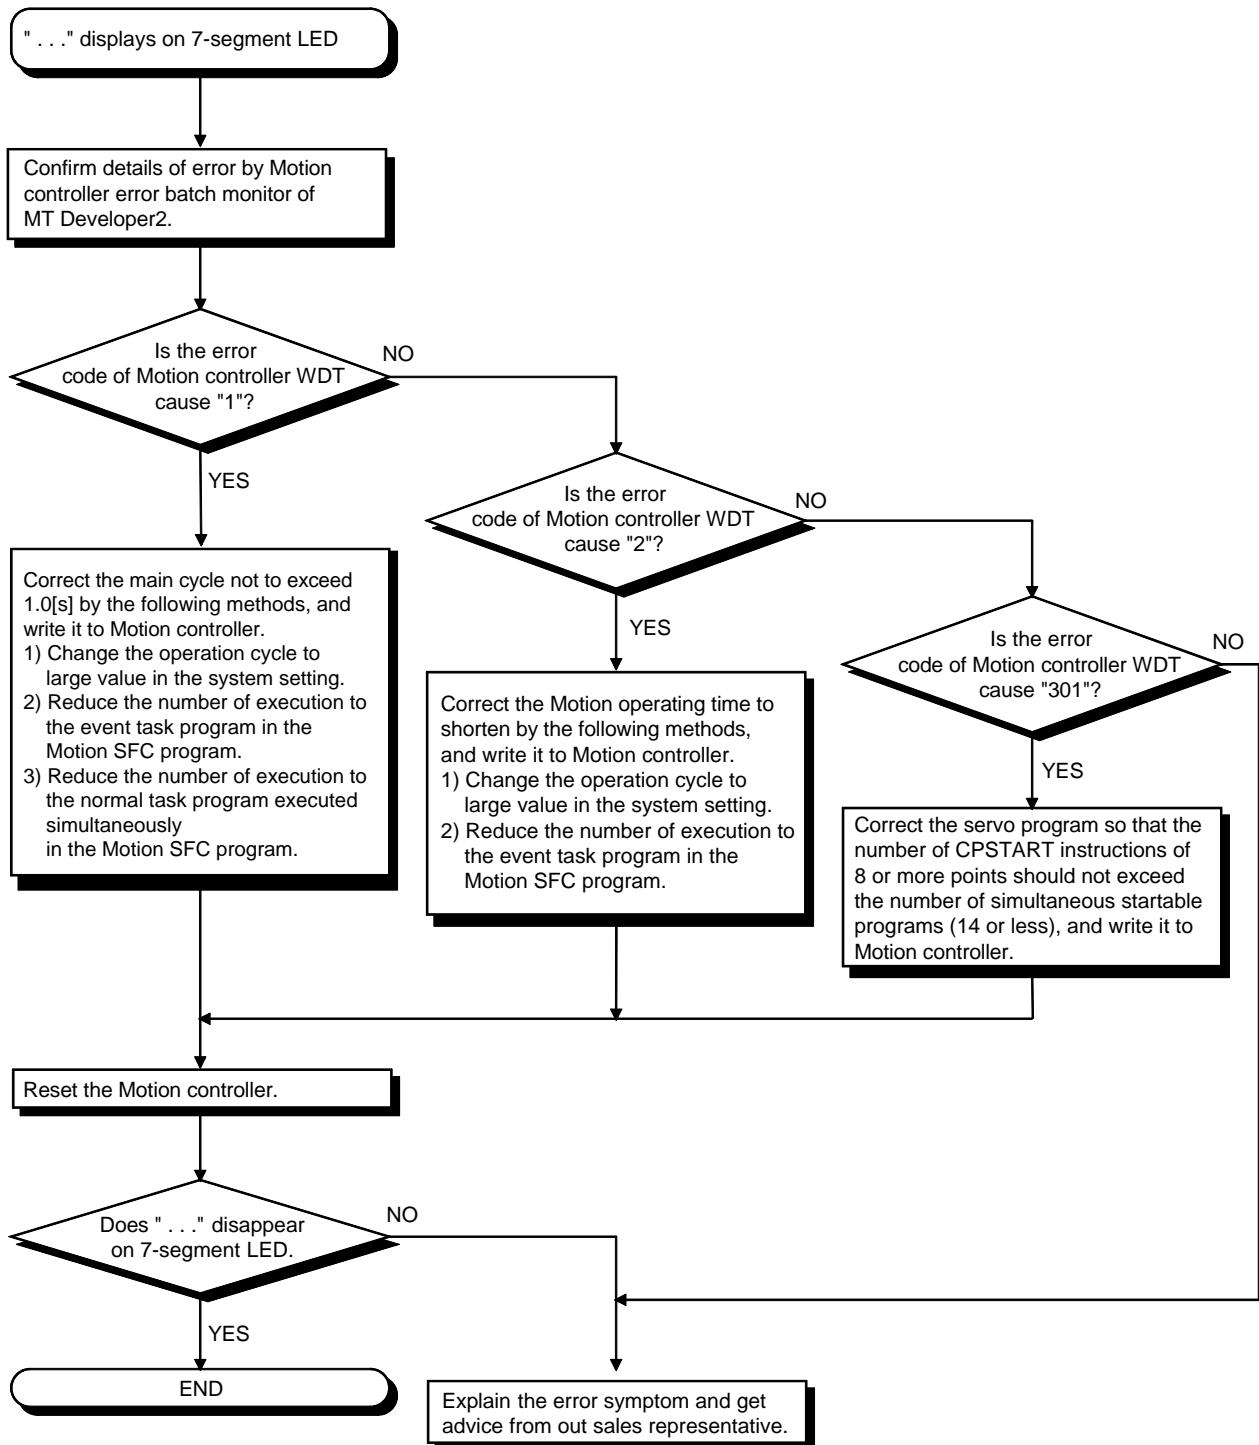 " . . ." displays on 7-segment LED
Confirm details of error by Motion
controller error batch monitor of
MT Developer2.
Is the error
code of Motion controller WDT
cause "1"?
NO
YES
Is the error
code of Motion controller WDT
cause "2"?
NO
YES
Is the error
code of Motion controller WDT
cause "301"?
NO
YES
Correct the main cycle not to exceed
1.0[s] by the following methods, and
write it to Motion controller.
1) Change the operation cycle to
large value in the system setting.
2) Reduce the number of execution to
the event task program in the
Motion SFC program.
3) Reduce the number of execution to
the normal task program executed
simultaneously
in the Motion SFC program.
Correct the Motion operating time to
shorten by the following methods,
and write it to Motion controller.
1) Change the operation cycle to
large value in the system setting.
2) Reduce the number of execution to
the event task program in the
Motion SFC program.
Correct the servo program so that the
number of CPSTART instructions of
8 or more points should not exceed
the number of simultaneous startable
programs (14 or less), and write it to
Motion controller.
Reset the Motion controller.
Does " . . ." disappear
on 7-segment LED.
NO
YES
END
Explain the error symptom and get
advice from out sales representative.